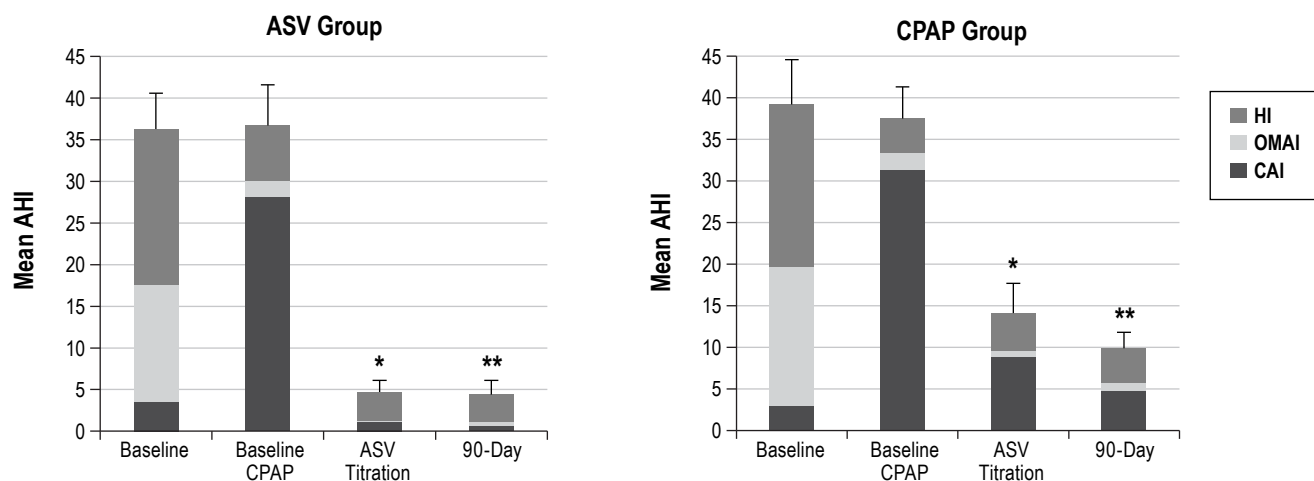 ASV Group
Mean AHI
45
40
35
30
25
20
15
10
5
0
*
**
Baseline
Baseline
CPAP
ASV
Titration
90-Day
CPAP Group
Mean AHI
45
40
35
30
25
20
15
10
5
0
*
**
Baseline
Baseline
CPAP
ASV
Titration
90-Day
HI
OMAI
CAI